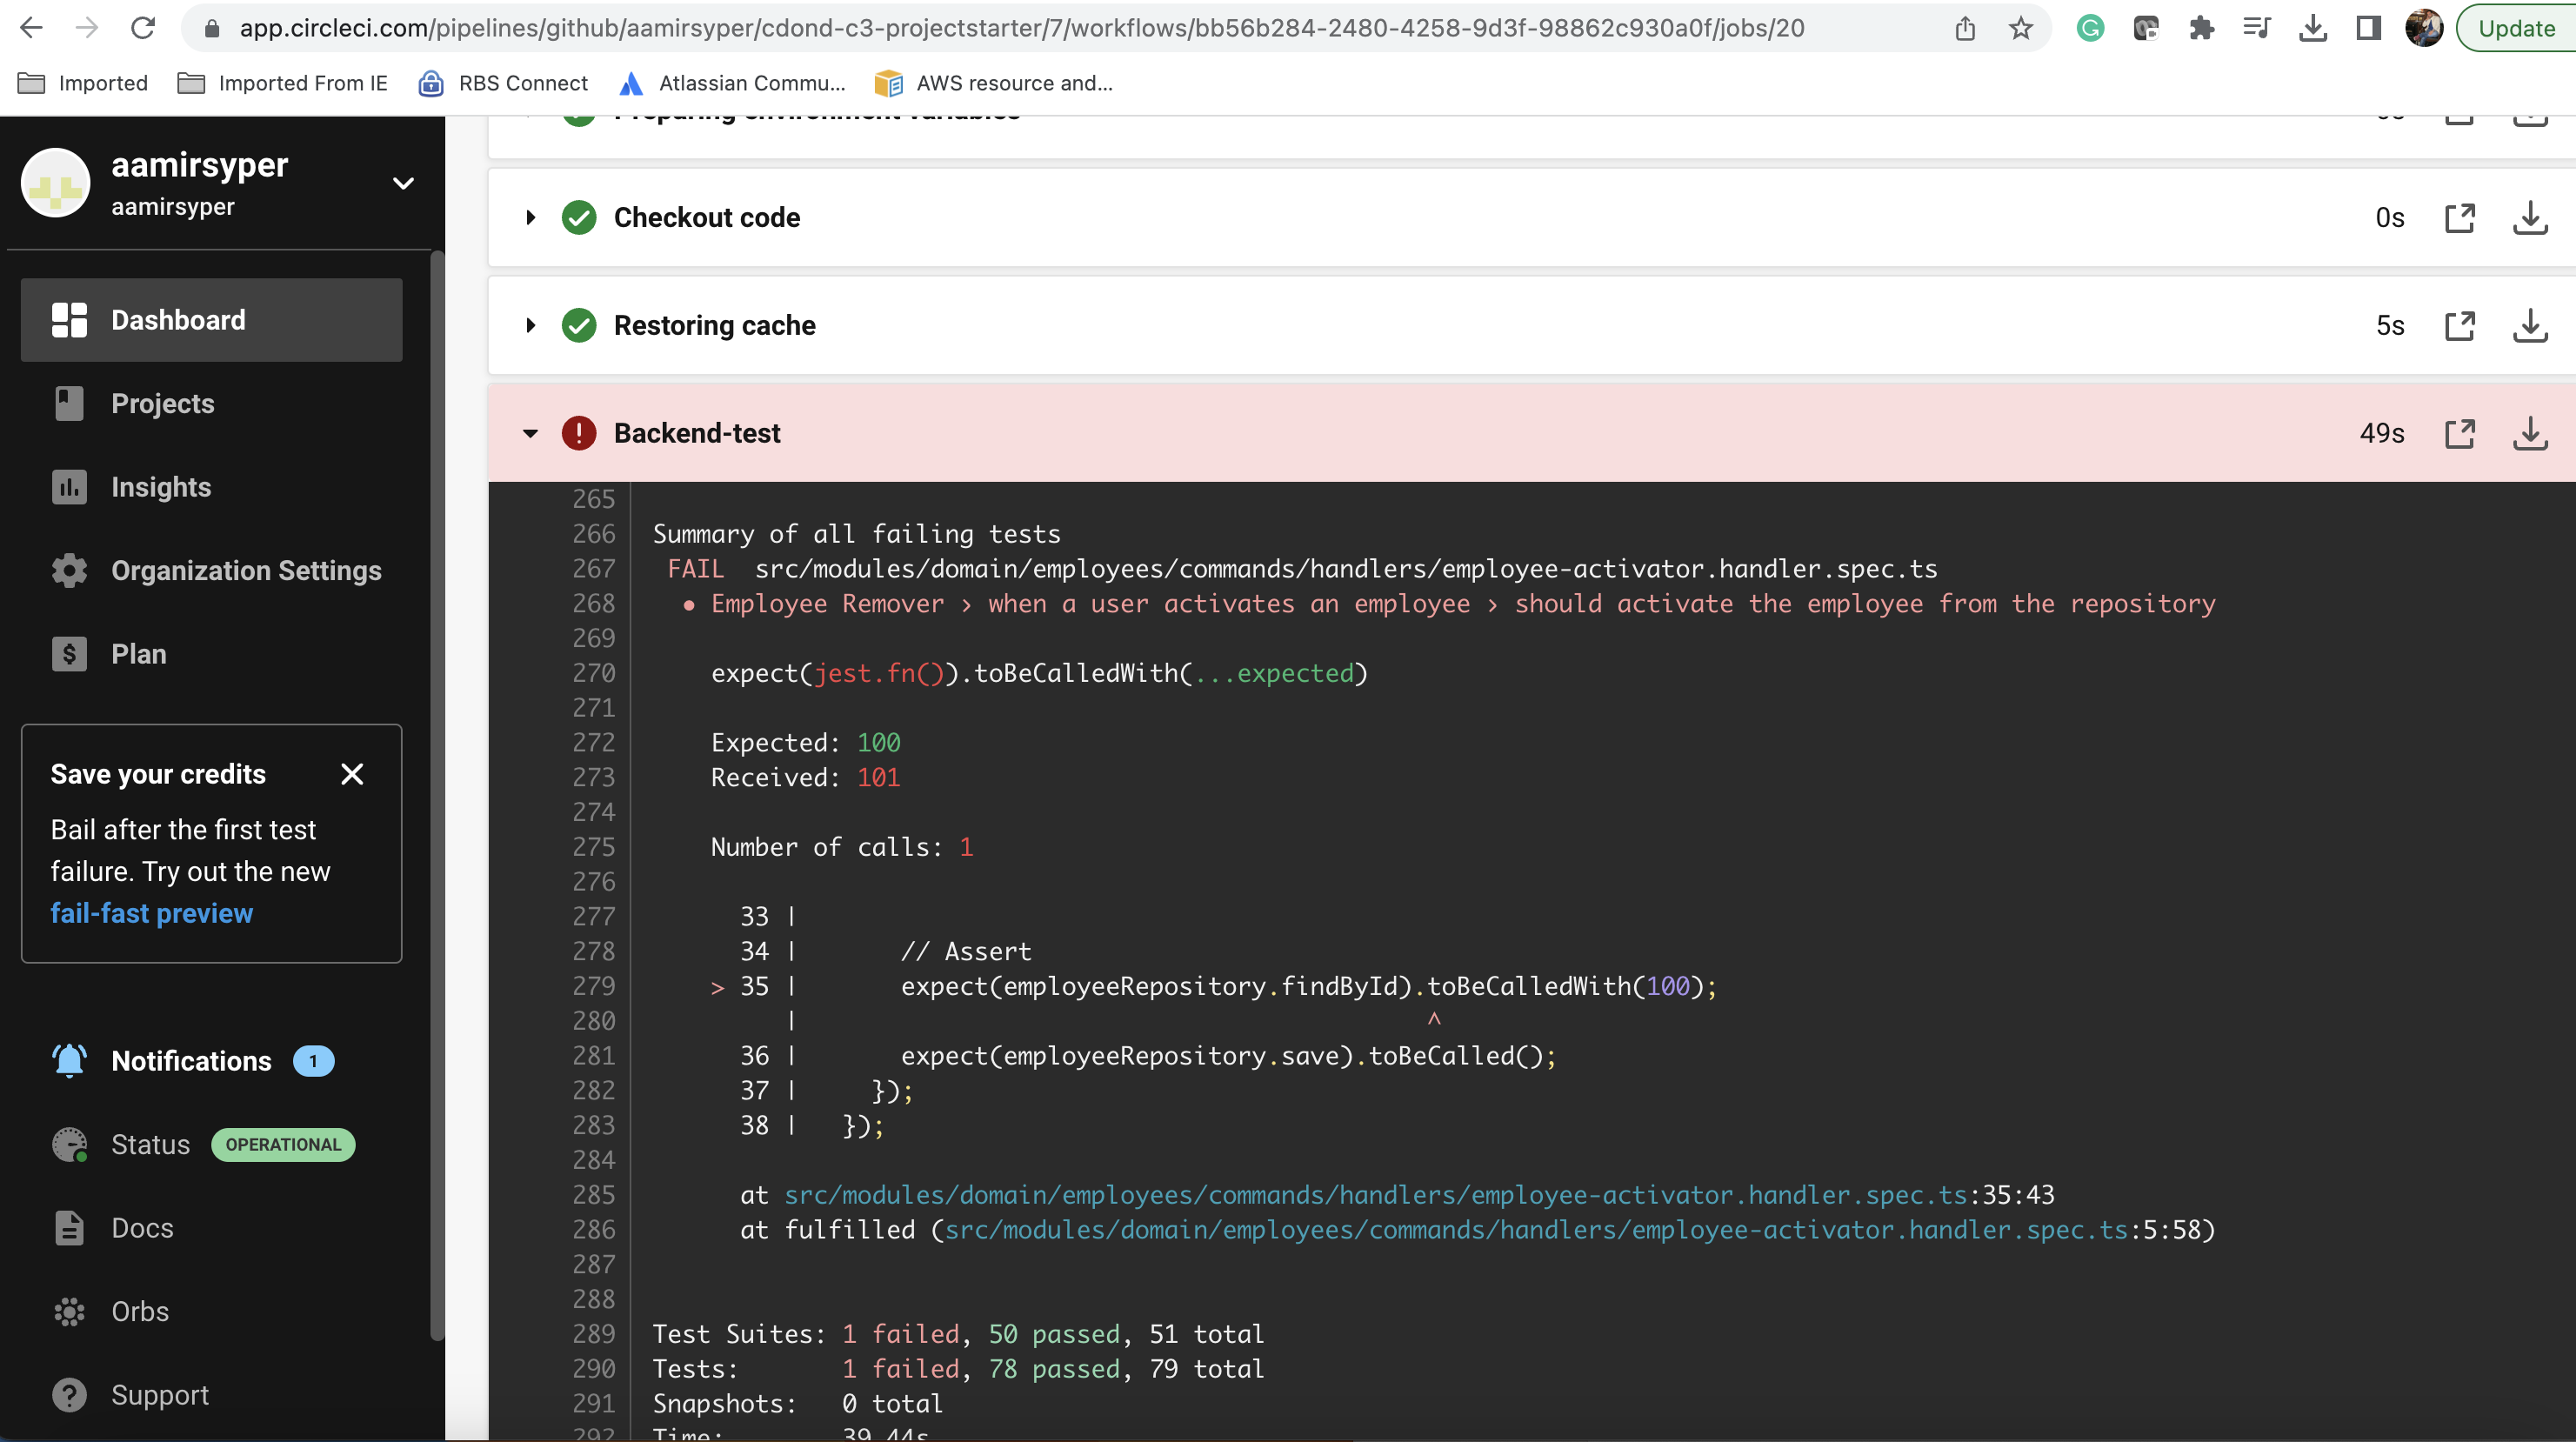 app.circleci.com/pipelines/github/aamirsyper/cdond-c3-projectstarter/7/workflows/bb56b284-2480-4258-9d3f-98862c930a0f/jobs/20
Update
Imported
Imported From IE
RBS Connect
Atlassian Commu...
AWS resource and...
aamirsyper
aamirsyper
Dashboard
Projects
Insights
Organization Settings
Plan
Save your credits
Bail after the first test
failure. Try out the new
fail-fast preview
Notifications 1
Status OPERATIONAL
Docs
Orbs
Support
Preparing environment variables 0s
Checkout code 0s
Restoring cache 5s
Backend-test 49s
265
266 Summary of all failing tests
267 FAIL src/modules/domain/employees/commands/handlers/employee-activator.handler.spec.ts
268 ● Employee Remover › when a user activates an employee › should activate the employee from the repository
269
270 expect(jest.fn()).toBeCalledWith(...expected)
271
272 Expected: 100
273 Received: 101
274
275 Number of calls: 1
276
277 33 |
278 34 | // Assert
279 > 35 | expect(employeeRepository.findById).toBeCalledWith(100);
280 | ^
281 36 | expect(employeeRepository.save).toBeCalled();
282 37 | });
283 38 | });
284
285 at src/modules/domain/employees/commands/handlers/employee-activator.handler.spec.ts:35:43
286 at fulfilled (src/modules/domain/employees/commands/handlers/employee-activator.handler.spec.ts:5:58)
287
288
289 Test Suites: 1 failed, 50 passed, 51 total
290 Tests: 1 failed, 78 passed, 79 total
291 Snapshots: 0 total
292 Time: 39.44s